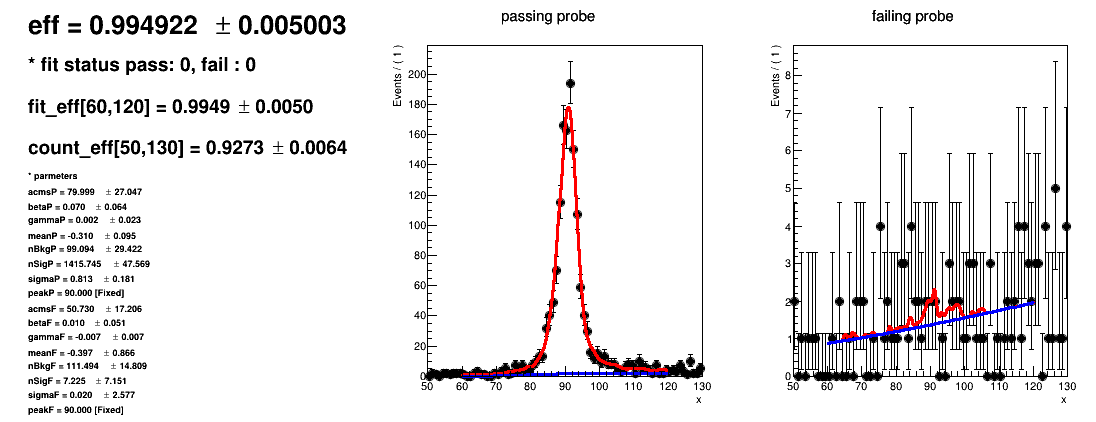 eff = 0.994922 ± 0.005003
* fit status pass: 0, fail : 0
fit_eff[60,120] = 0.9949 ± 0.0050
count_eff[50,130] = 0.9273 ± 0.0064
* parmeters
acmsP = 79.999 ± 27.047
betaP = 0.070 ± 0.064
gammaP = 0.002 ± 0.023
meanP = -0.310 ± 0.095
nBkgP = 99.094 ± 29.422
nSigP = 1415.745 ± 47.569
sigmaP = 0.813 ± 0.181
peakP = 90.000 [Fixed]
acmsF = 50.730 ± 17.206
betaF = 0.010 ± 0.051
gammaF = -0.007 ± 0.007
meanF = -0.397 ± 0.866
nBkgF = 111.494 ± 14.809
nSigF = 7.225 ± 7.151
sigmaF = 0.020 ± 2.577
peakF = 90.000 [Fixed]
passing probe
Events / ( 1 )
200
180
160
140
120
100
80
60
40
20
0
50 60 70 80 90 100 110 120 130
x
failing probe
Events / ( 1 )
8
7
6
5
4
3
2
1
0
50 60 70 80 90 100 110 120 130
x